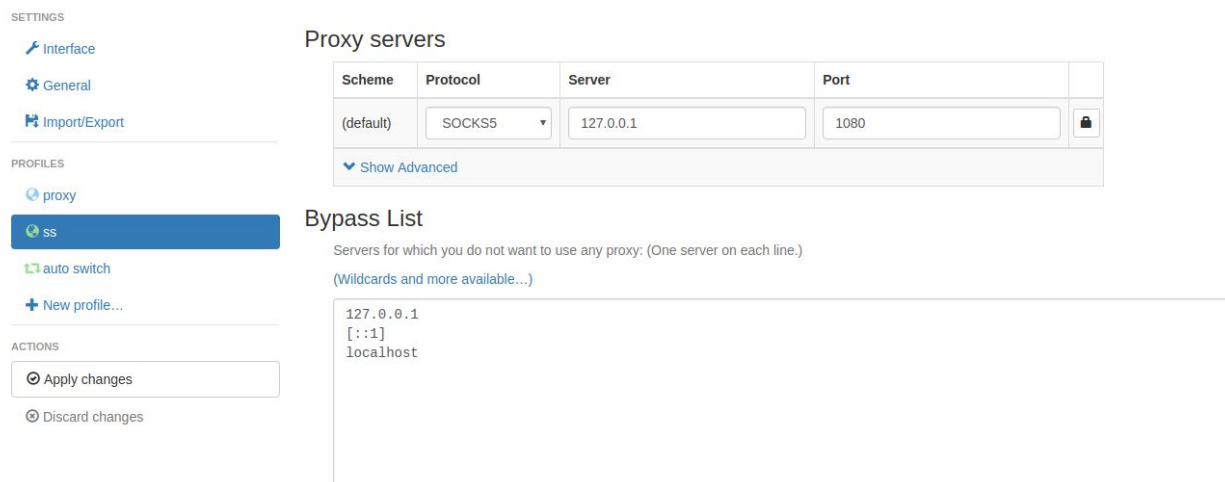 SETTINGS
Interface
General
Import/Export
PROFILES
proxy
ss
auto switch
New profile…
ACTIONS
Apply changes
Discard changes
Proxy servers
Scheme Protocol Server Port
(default) SOCKS5 127.0.0.1 1080
Show Advanced
Bypass List
Servers for which you do not want to use any proxy: (One server on each line.)
(Wildcards and more available…)
127.0.0.1
[::1]
localhost